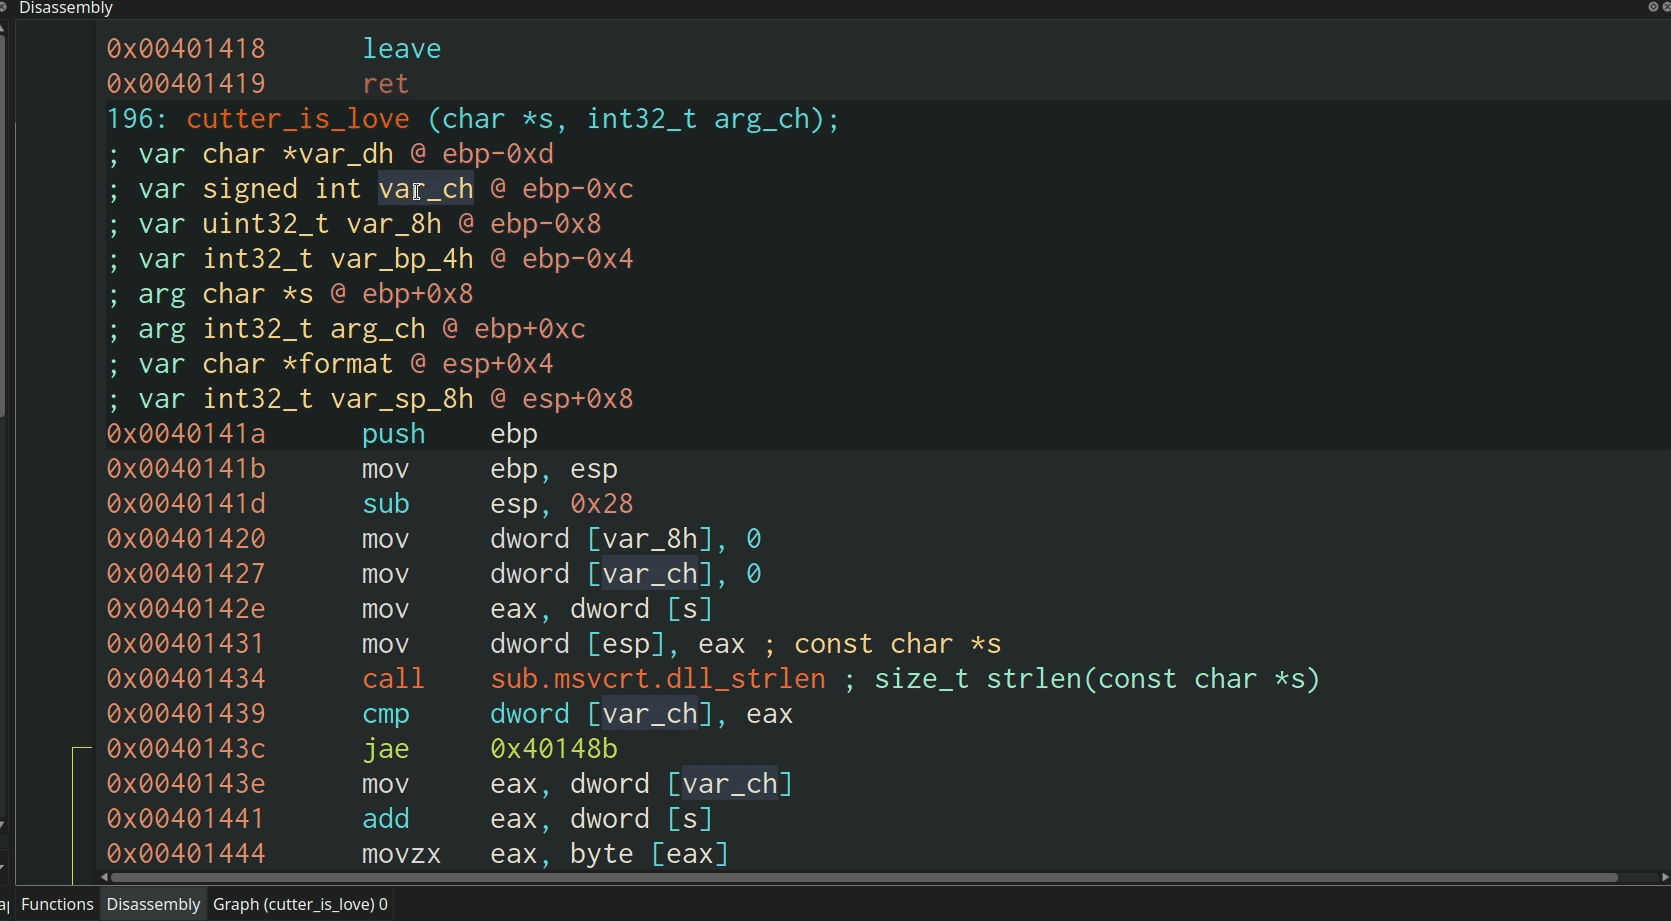 Disassembly
0x00401418 leave
0x00401419 ret
196: cutter_is_love (char *s, int32_t arg_ch);
; var char *var_dh @ ebp-0xd
; var signed int var_ch @ ebp-0xc
; var uint32_t var_8h @ ebp-0x8
; var int32_t var_bp_4h @ ebp-0x4
; arg char *s @ ebp+0x8
; arg int32_t arg_ch @ ebp+0xc
; var char *format @ esp+0x4
; var int32_t var_sp_8h @ esp+0x8
0x0040141a push ebp
0x0040141b mov ebp, esp
0x0040141d sub esp, 0x28
0x00401420 mov dword [var_8h], 0
0x00401427 mov dword [var_ch], 0
0x0040142e mov eax, dword [s]
0x00401431 mov dword [esp], eax ; const char *s
0x00401434 call sub.msvcrt.dll_strlen ; size_t strlen(const char *s)
0x00401439 cmp dword [var_ch], eax
0x0040143c jae 0x40148b
0x0040143e mov eax, dword [var_ch]
0x00401441 add eax, dword [s]
0x00401444 movzx eax, byte [eax]
Functions Disassembly Graph (cutter_is_love) 0